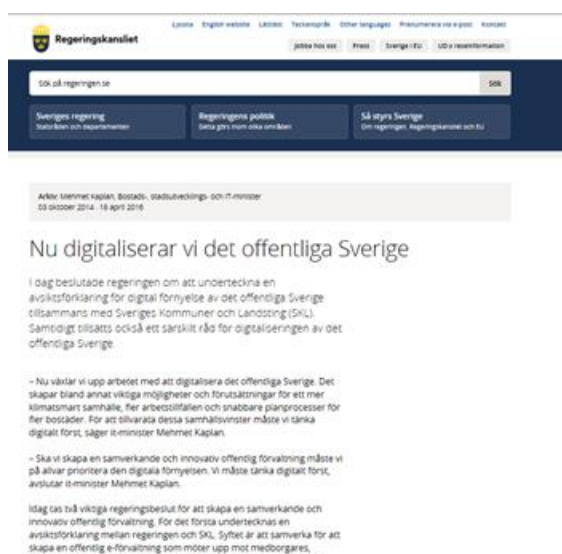 Lyssna English website Lättläst Teckenspråk Other languages Prenumerera via e-post Kontakt
Regeringskansliet
Jobba hos oss Press Sverige i EU UD:s reseinformation
Sök på regeringen.se Sök
Sveriges regering Regeringens politik Så styrs Sverige
Statsråden och departementen Detta görs inom olika områden Om regeringen, Regeringskansliet och EU
Arkiv: Mehmet Kaplan, Bostads-, stadsutvecklings- och IT-minister
03 oktober 2014 - 18 april 2016
Nu digitaliserar vi det offentliga Sverige
I dag beslutade regeringen om att underteckna en
avsiktsförklaring för digital förnyelse av det offentliga Sverige
tillsammans med Sveriges Kommuner och Landsting (SKL).
Samtidigt tillsätts också ett särskilt råd för digitaliseringen av det
offentliga Sverige.
– Nu växlar vi upp arbetet med att digitalisera det offentliga Sverige. Det
skapar bland annat viktiga möjligheter och förutsättningar för ett mer
klimatsmart samhälle, fler arbetstillfällen och snabbare planprocesser för
fler bostäder. För att tillvarata dessa samhällsvinster måste vi tänka
digitalt först, säger it-minister Mehmet Kaplan.
– Ska vi skapa en samverkande och innovativ offentlig förvaltning måste vi
på allvar prioritera den digitala förnyelsen. Vi måste tänka digitalt först,
avslutar it-minister Mehmet Kaplan.
Idag tas två viktiga regeringsbeslut för att skapa en samverkande och
innovativ offentlig förvaltning. För det första undertecknas en
avsiktsförklaring mellan regeringen och SKL. Syftet är att samverka för att
skapa en offentlig e-förvaltning som möter upp mot medborgares,